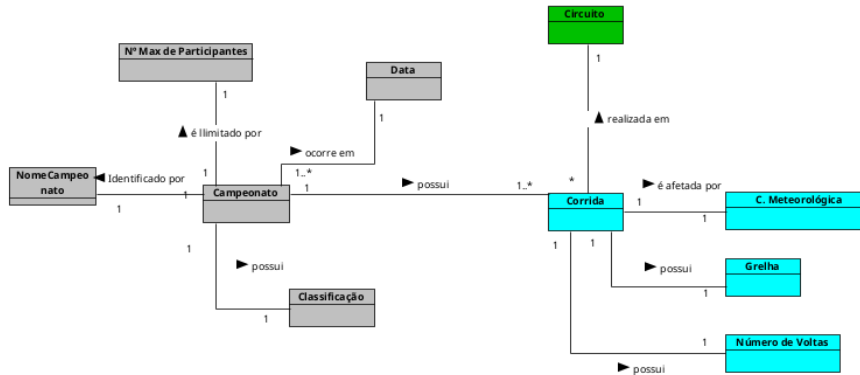 Circuito
Nº Max de Participantes
Data
1
1
1
é llimitado por
realizada em
ocorre em
NomeCampeo
nato
Identificado por
1
1..*
*
1
1
Campeonato
1
possui
1..*
Corrida
é afetada por
1
1
C. Meteorológica
1
1
1
possui
possui
Grelha
1
Classificação
1
1
Número de Voltas
possui